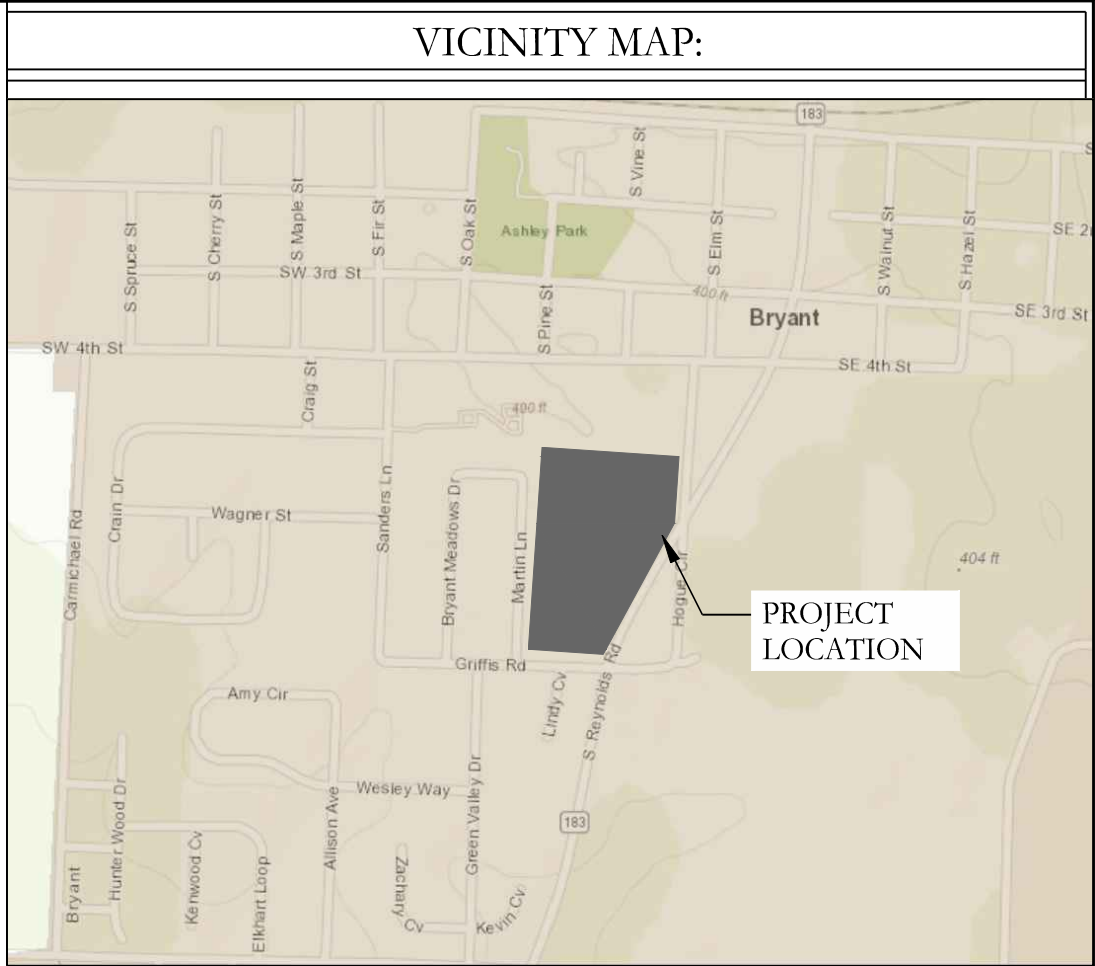 VICINITY MAP:
183
S Vine St
S Maple St
S Cherry St
S Fir St
S Oak St
S Spruce St
Ashley Park
S Elm St
S Walnut St
S Hazel St
SE 2
SW 3rd St
400 ft
S Pine St
Bryant
SE 3rd St
SW 4th St
SE 4th St
Craig St
400 ft
Crain Dr
Wagner St
Sanders Ln
Bryant Meadows Dr
Martin Ln
Carmichael Rd
Hogue Cir
404 ft
PROJECT
LOCATION
Griffis Rd
Lindy Cv
S Reynolds Rd
Amy Cir
Wesley Way
Green Valley Dr
Allison Ave
Hunter Wood Dr
183
Bryant
Kenwood Cv
Elkhart Loop
Zachary
Cv
Kevin Cv